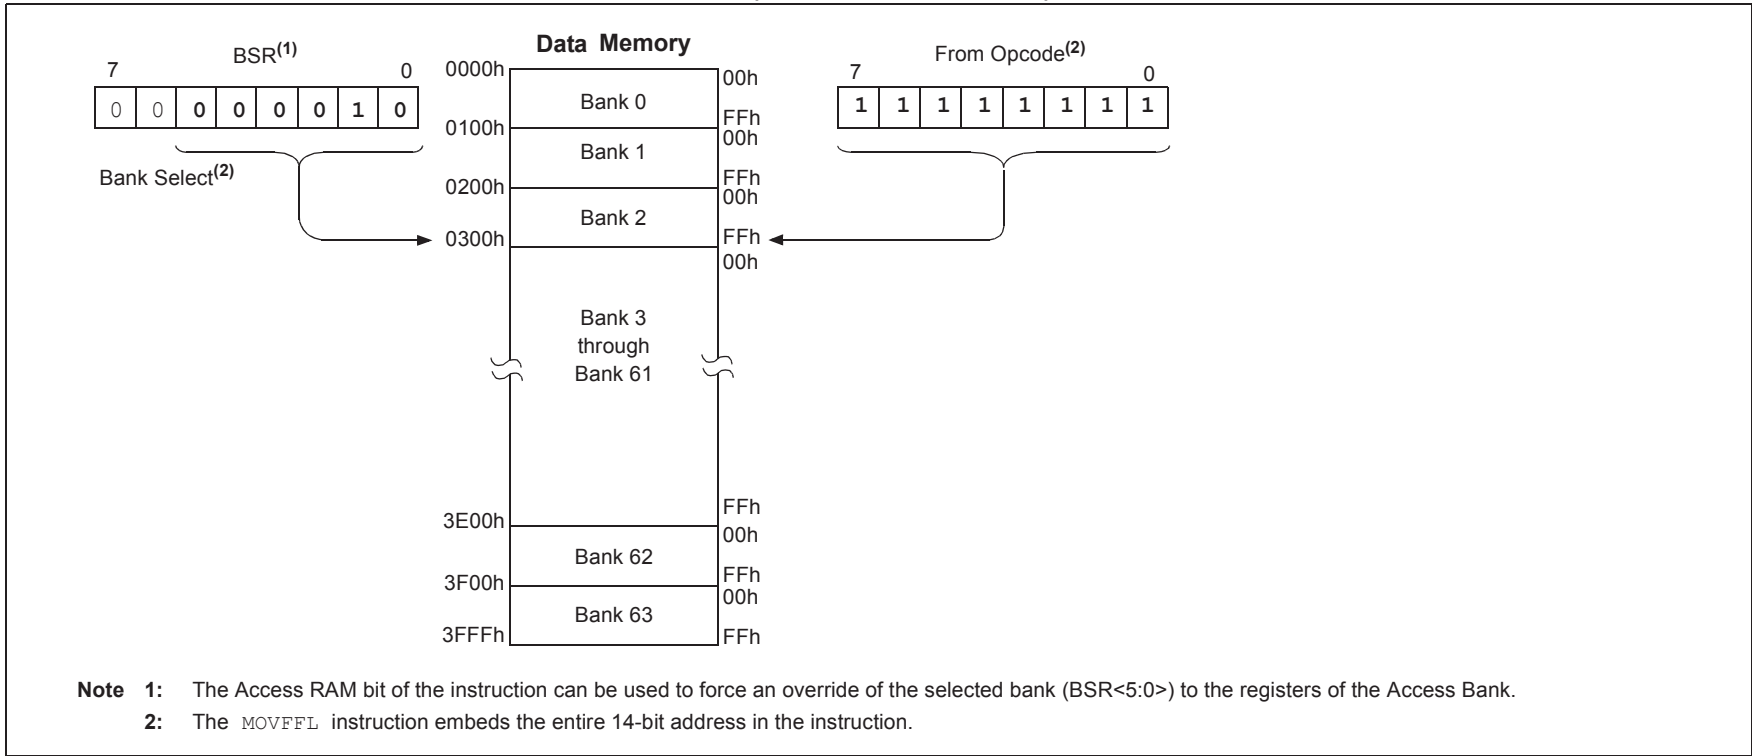 Data Memory
BSR(1)
7 0
0 0 0 0 0 0 1 0
Bank Select(2)
From Opcode(2)
7 0
1 1 1 1 1 1 1 1
0000h
00h
Bank 0
FFh
0100h
00h
Bank 1
FFh
0200h
00h
Bank 2
FFh
0300h
00h
Bank 3
through
Bank 61
FFh
3E00h
00h
Bank 62
FFh
3F00h
00h
Bank 63
3FFFh
FFh
Note 1: The Access RAM bit of the instruction can be used to force an override of the selected bank (BSR<5:0>) to the registers of the Access Bank.
2: The MOVFFL instruction embeds the entire 14-bit address in the instruction.